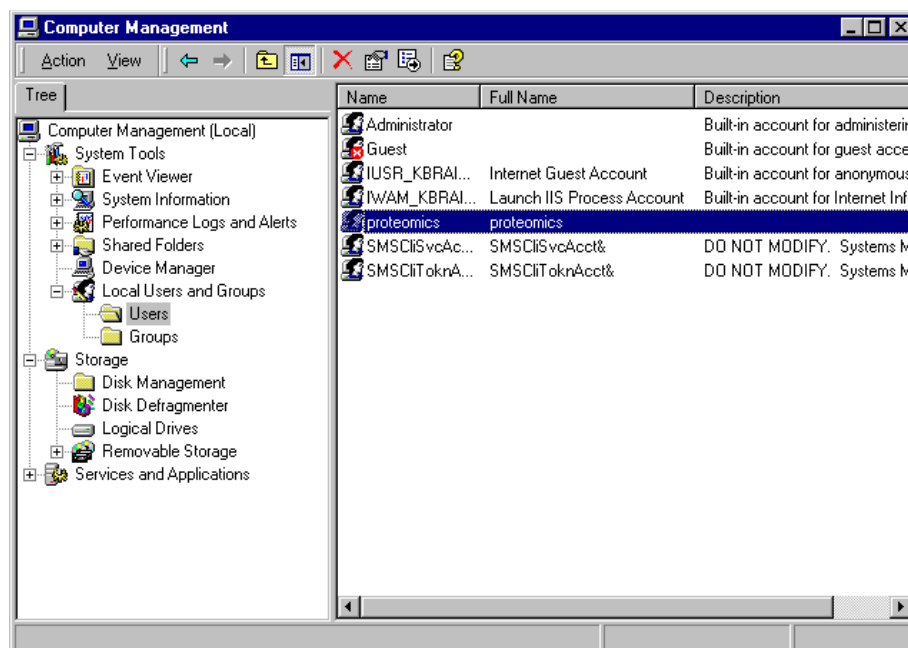 Computer Management
Action View
Tree
Computer Management (Local)
System Tools
Event Viewer
System Information
Performance Logs and Alerts
Shared Folders
Device Manager
Local Users and Groups
Users
Groups
Storage
Disk Management
Disk Defragmenter
Logical Drives
Removable Storage
Services and Applications
Name Full Name Description
Administrator Built-in account for administerin
Guest Built-in account for guest acce
IUSR_KBRAI... Internet Guest Account Built-in account for anonymous
IWAM_KBRAI... Launch IIS Process Account Built-in account for Internet Inf
proteomics proteomics
SMSCliSvcAc... SMSCliSvcAcct& DO NOT MODIFY. Systems M
SMSCliToknA... SMSCliToknAcct& DO NOT MODIFY. Systems M